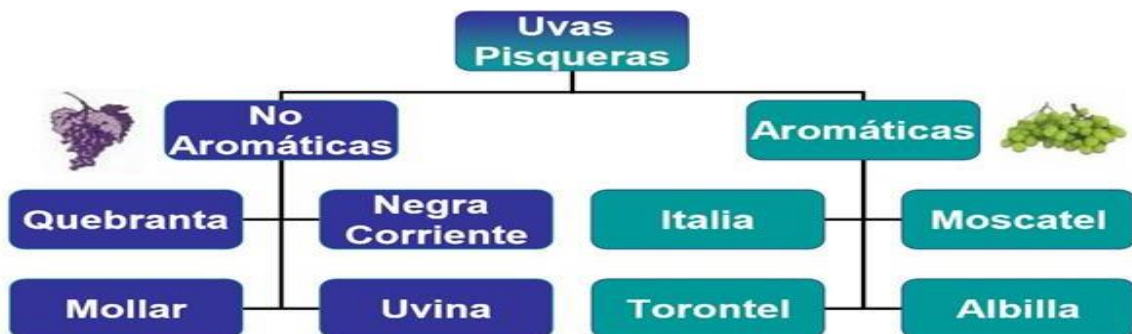 Uvas
Pisqueras
No
Aromáticas
Aromáticas
Quebranta
Negra
Corriente
Italia
Moscatel
Mollar
Uvina
Torontel
Albilla